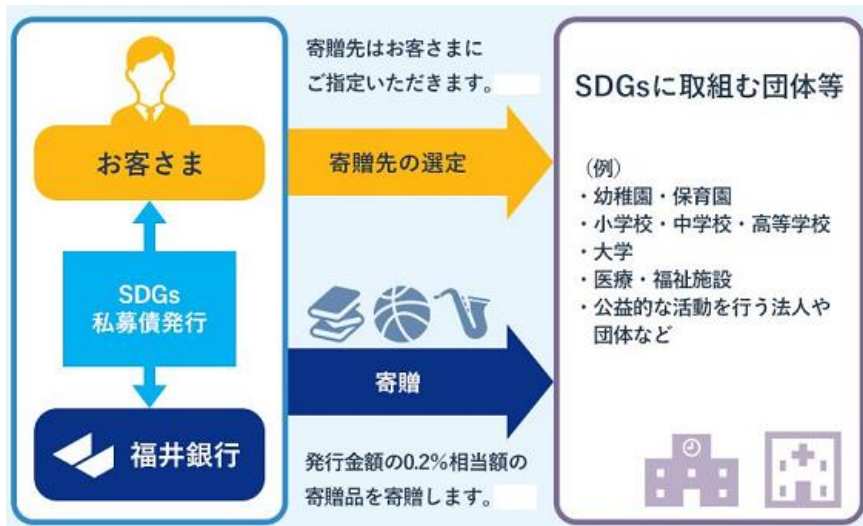 お客さま
SDGs
私募債発行
福井銀行
寄贈先はお客さまに
ご指定いただきます。
寄贈先の選定
寄贈
発行金額の0.2%相当額の
寄贈品を寄贈します。
SDGsに取組む団体等
（例）
・幼稚園・保育園
・小学校・中学校・高等学校
・大学
・医療・福祉施設
・公益的な活動を行う法人や
団体など